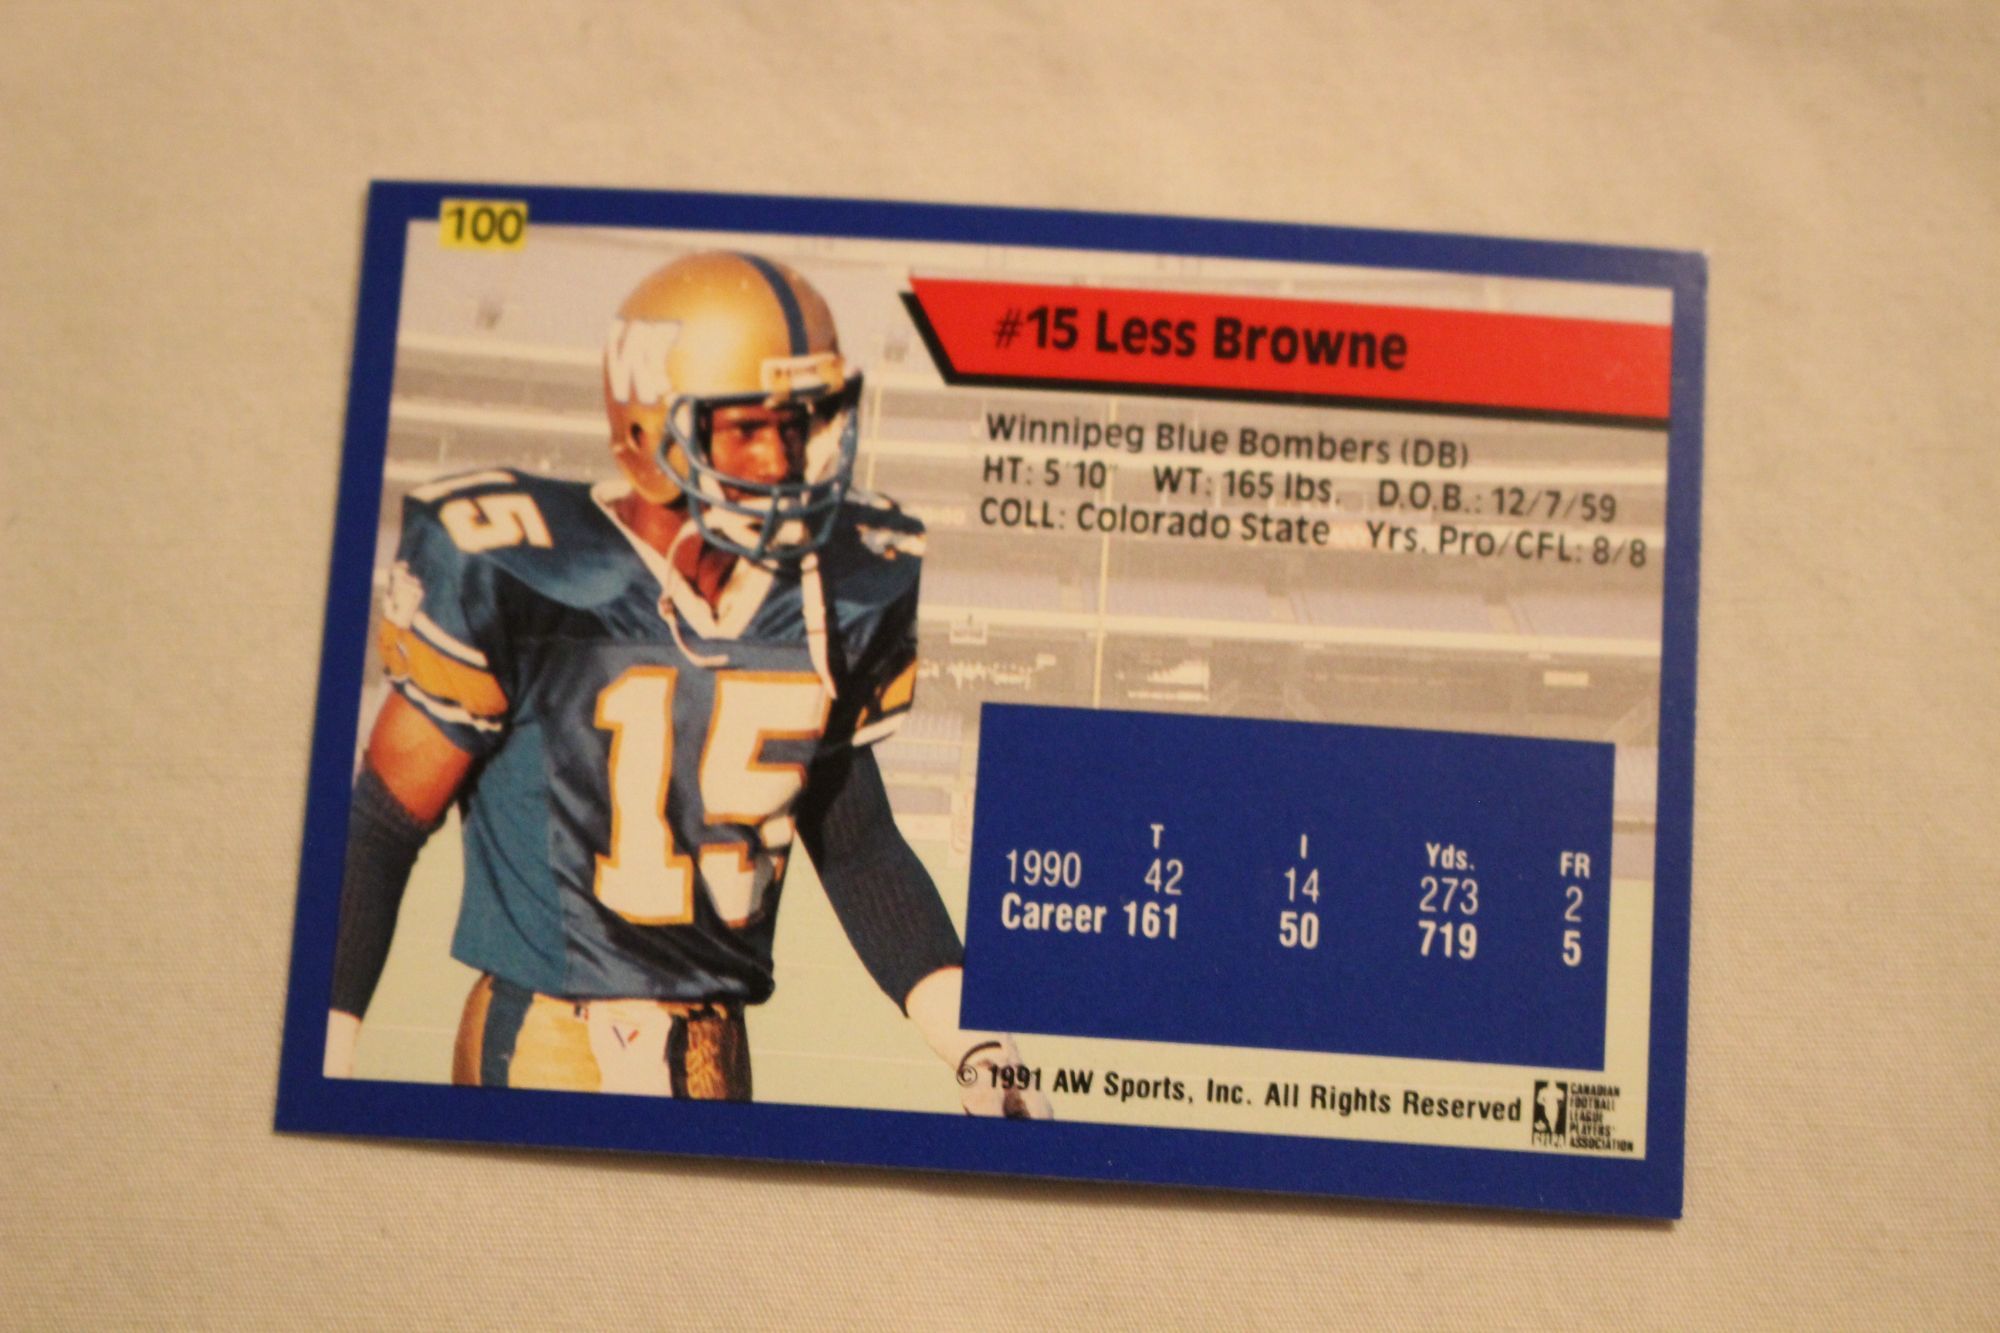 100
#15 Less Browne
Winnipeg Blue Bombers (DB)
HT: 5'10" WT: 165 lbs. D.O.B.: 12/7/59
COLL: Colorado State Yrs. Pro/CFL: 8/8
15
15
T I Yds. FR
1990 42 14 273 2
Career 161 50 719 5
© 1991 AW Sports, Inc. All Rights Reserved
CANADIAN
FOOTBALL
LEAGUE
PLAYERS'
ASSOCIATION
CFLPA